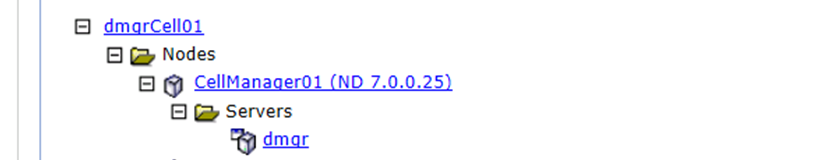 dmgrCell01
Nodes
CellManager01 (ND 7.0.0.25)
Servers
dmgr